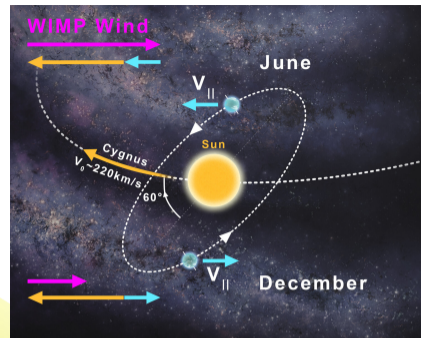 WIMP Wind
June
V||
Sun
Cygnus
V₀~220km/s
60°
V||
December